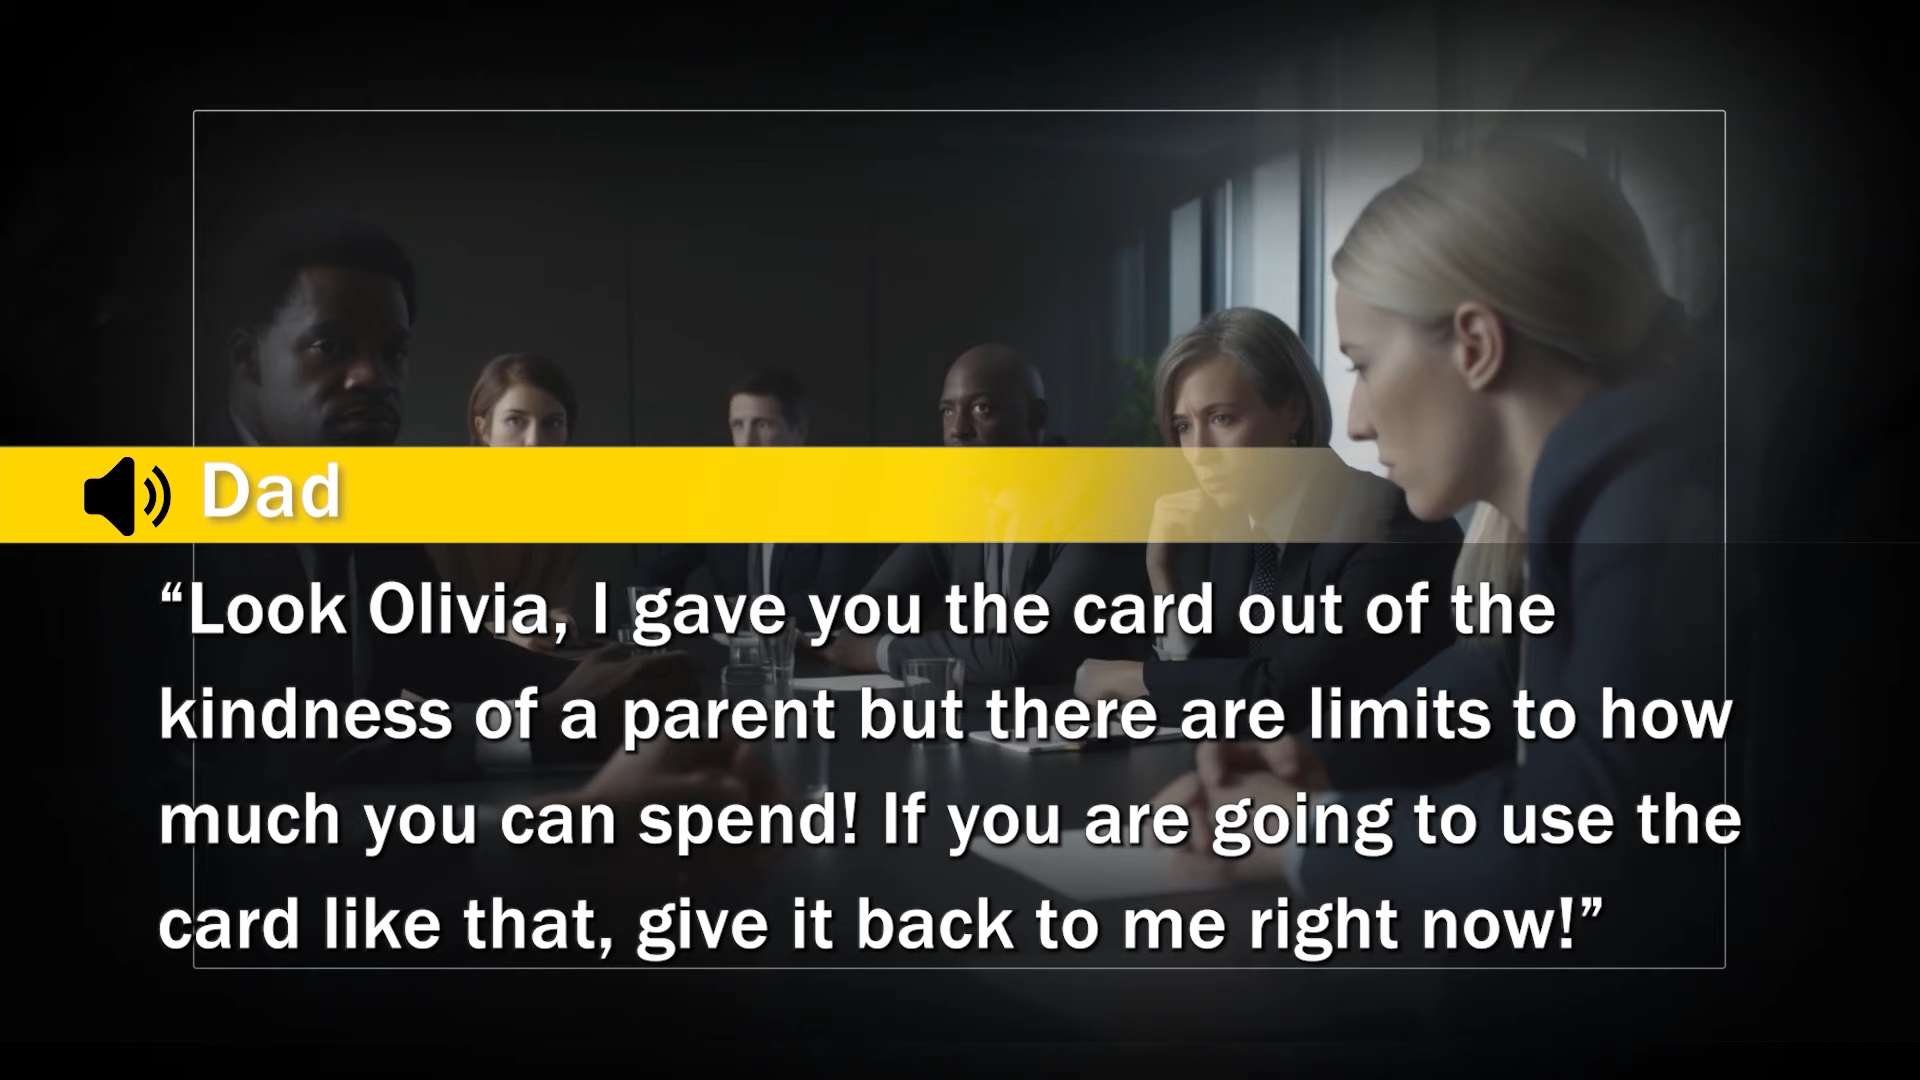 Dad
“Look Olivia, I gave you the card out of the
kindness of a parent but there are limits to how
much you can spend! If you are going to use the
card like that, give it back to me right now!”